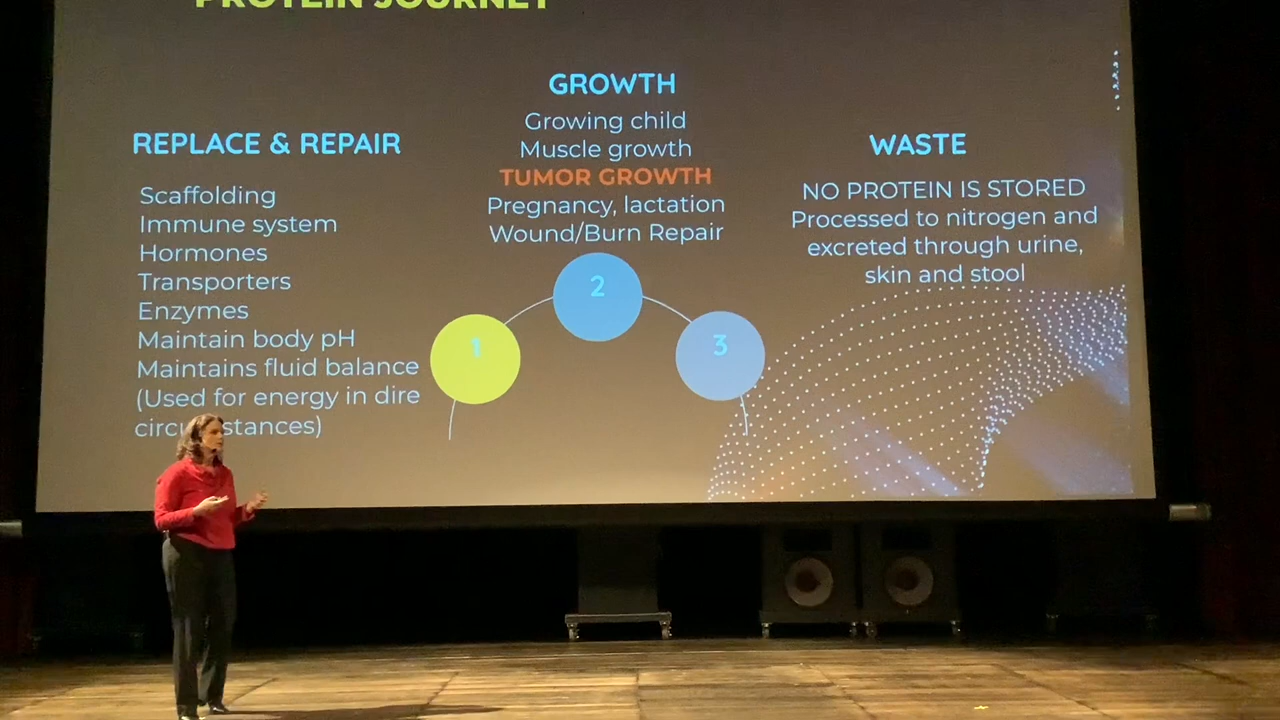 PROTEIN JOURNEY
REPLACE & REPAIR
Scaffolding
Immune system
Hormones
Transporters
Enzymes
Maintain body pH
Maintains fluid balance
(Used for energy in dire
circumstances)
GROWTH
Growing child
Muscle growth
TUMOR GROWTH
Pregnancy, lactation
Wound/Burn Repair
WASTE
NO PROTEIN IS STORED
Processed to nitrogen and
excreted through urine,
skin and stool
1
2
3